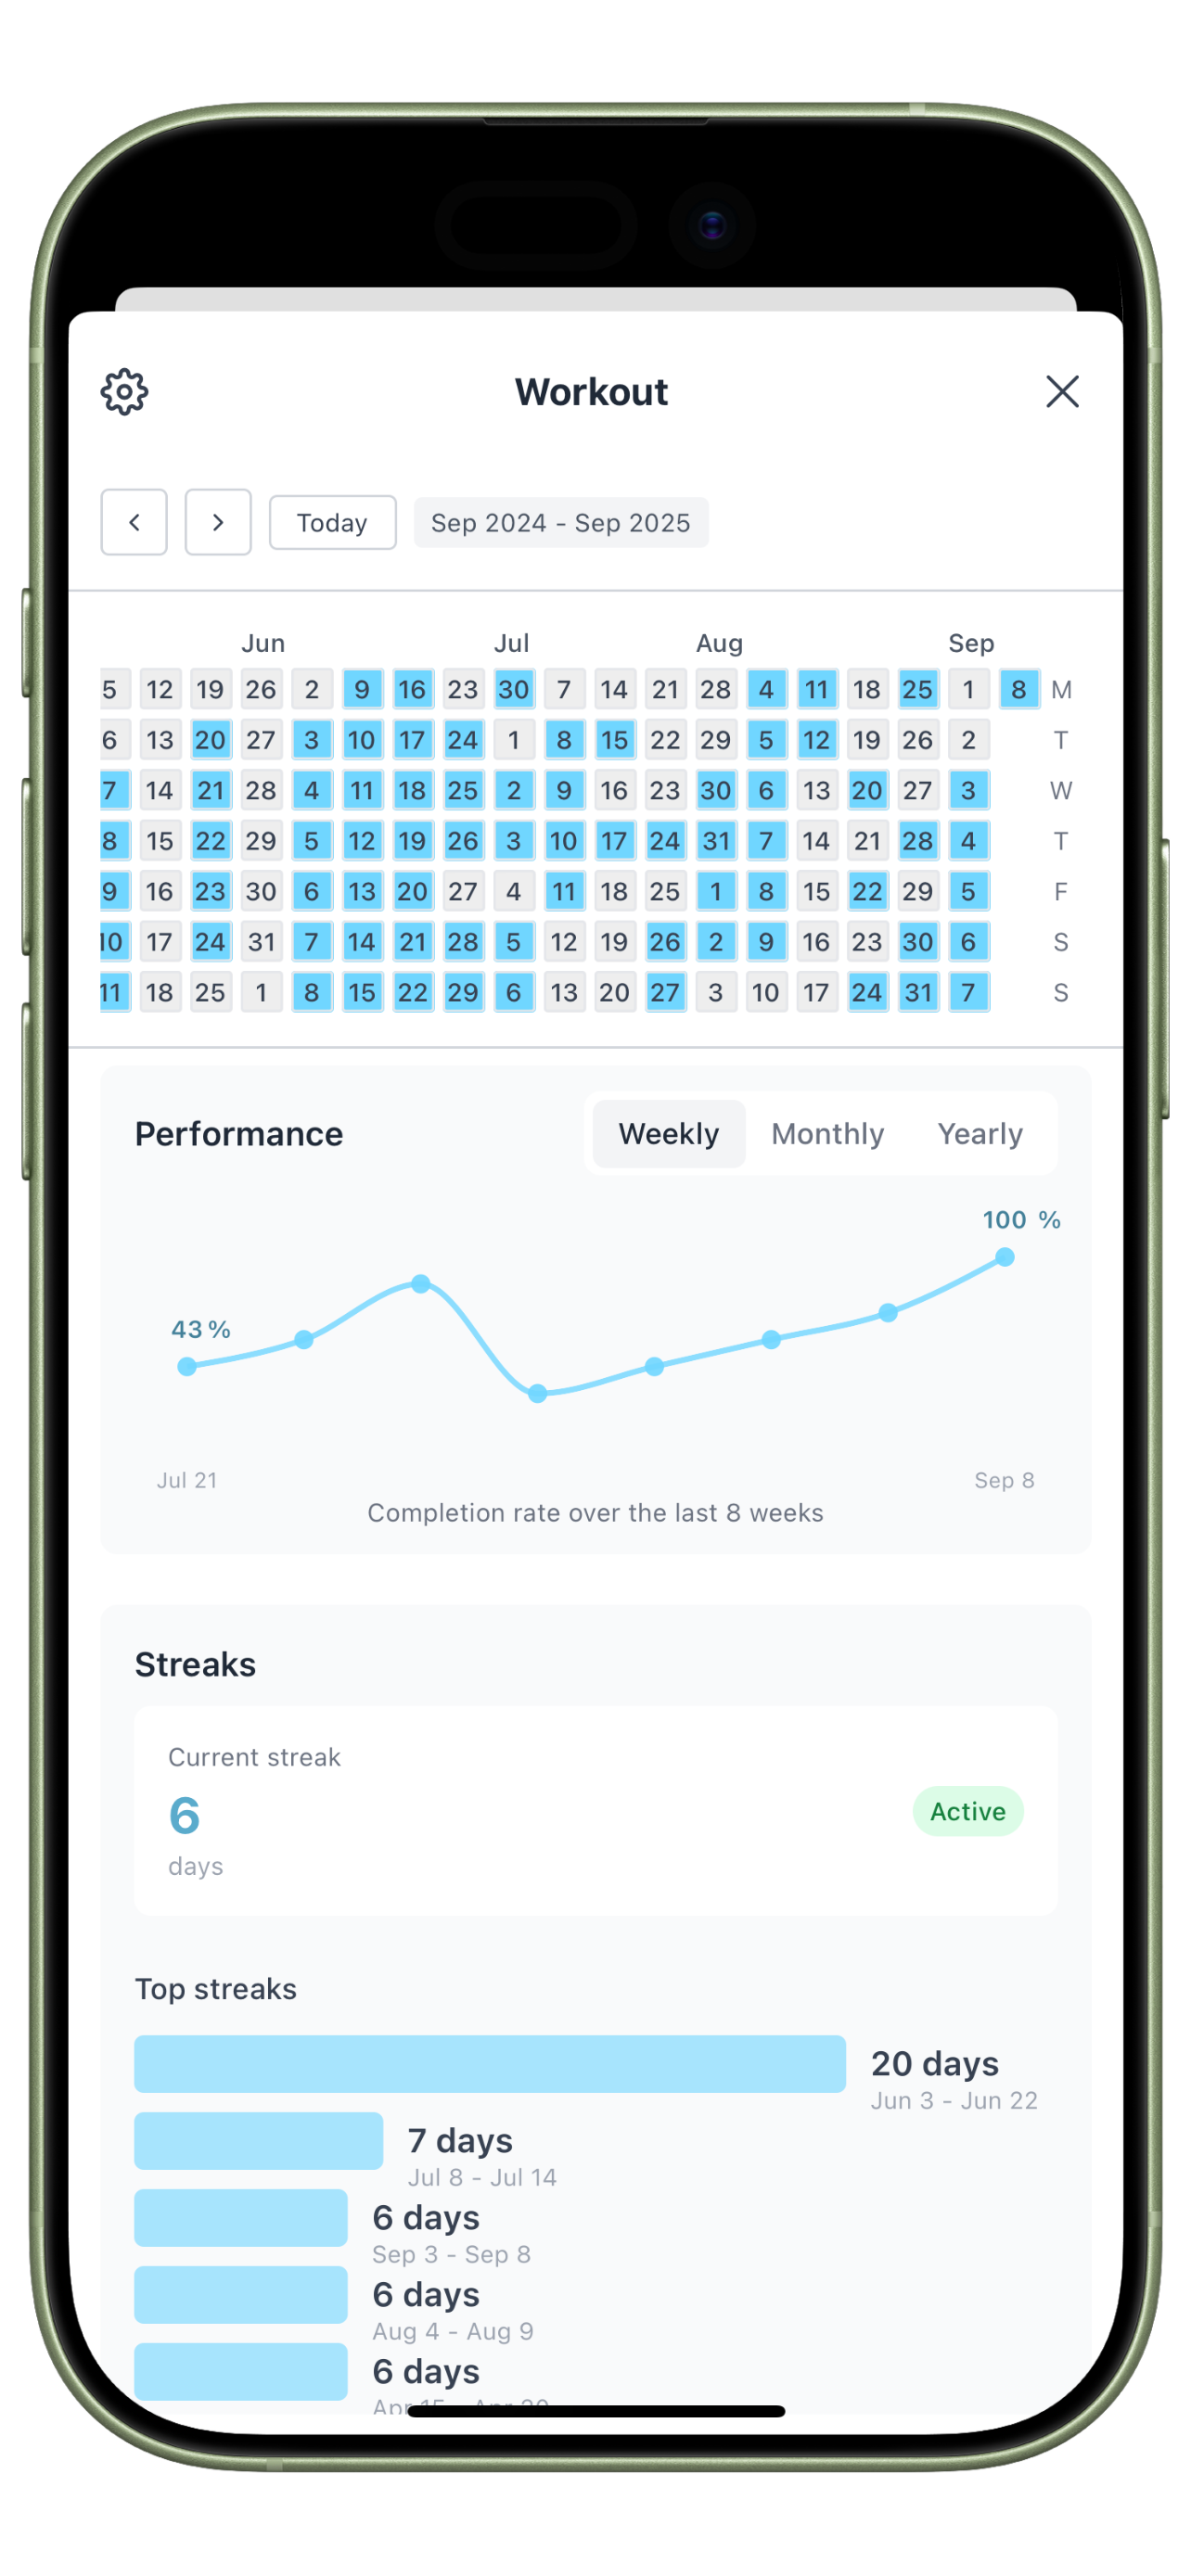 Workout
Today
Sep 2024 - Sep 2025
Jun Jul Aug Sep
5 12 19 26 2 9 16 23 30 7 14 21 28 4 11 18 25 1 8 M
6 13 20 27 3 10 17 24 1 8 15 22 29 5 12 19 26 2 T
7 14 21 28 4 11 18 25 2 9 16 23 30 6 13 20 27 3 W
8 15 22 29 5 12 19 26 3 10 17 24 31 7 14 21 28 4 T
9 16 23 30 6 13 20 27 4 11 18 25 1 8 15 22 29 5 F
10 17 24 31 7 14 21 28 5 12 19 26 2 9 16 23 30 6 S
11 18 25 1 8 15 22 29 6 13 20 27 3 10 17 24 31 7 S
Performance
Weekly Monthly Yearly
100 %
43 %
Jul 21 Sep 8
Completion rate over the last 8 weeks
Streaks
Current streak
6
days
Active
Top streaks
20 days
Jun 3 - Jun 22
7 days
Jul 8 - Jul 14
6 days
Sep 3 - Sep 8
6 days
Aug 4 - Aug 9
6 days